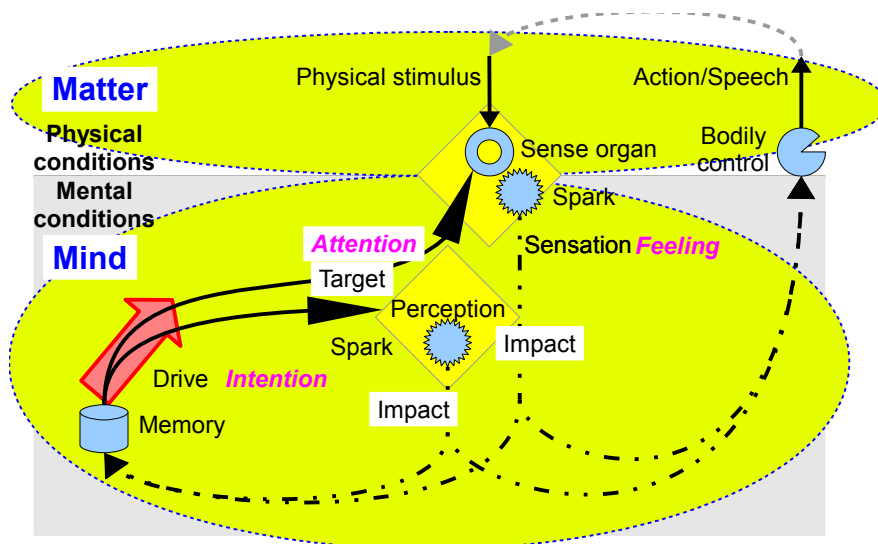 Physical stimulus
Action/Speech
Matter
Physical
conditions
Sense organ
Bodily
control
Mental
conditions
Spark
Attention
Sensation Feeling
Mind
Target
Perception
Spark
Impact
Drive Intention
Impact
Memory